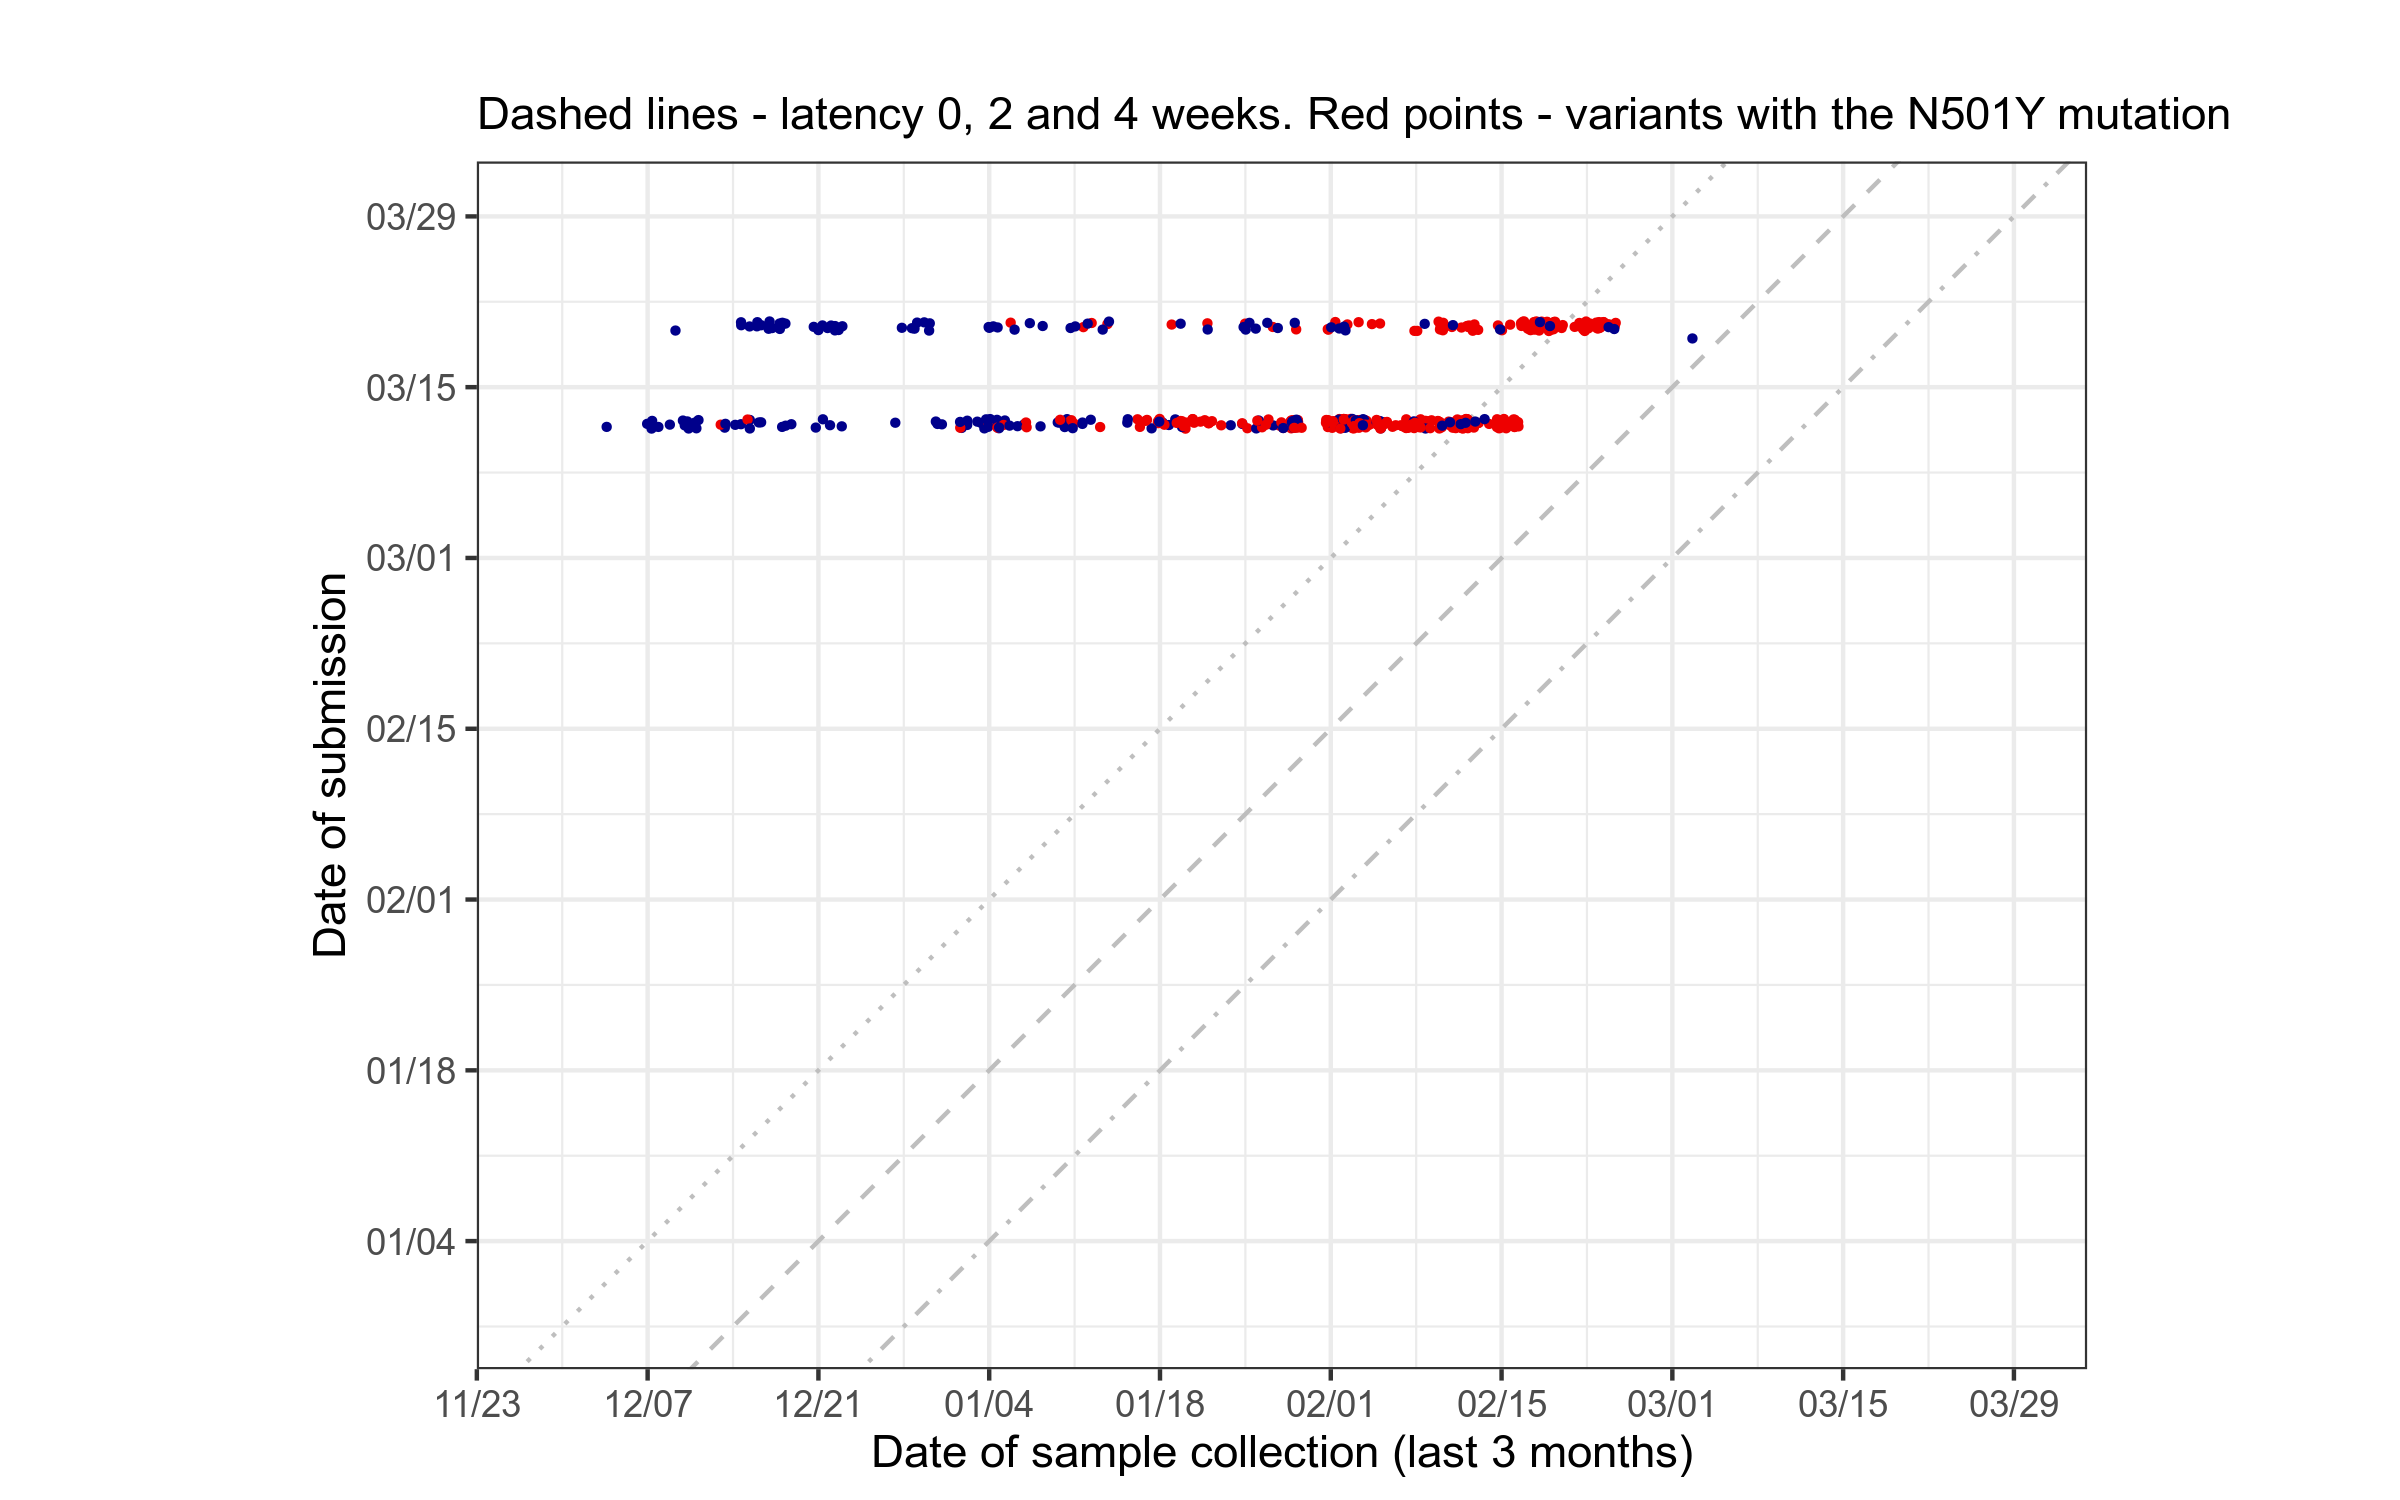 Dashed lines - latency 0, 2 and 4 weeks. Red points - variants with the N501Y mutation
03/29
03/15
03/01
02/15
02/01
01/18
01/04
Date of submission
11/23 12/07 12/21 01/04 01/18 02/01 02/15 03/01 03/15 03/29
Date of sample collection (last 3 months)